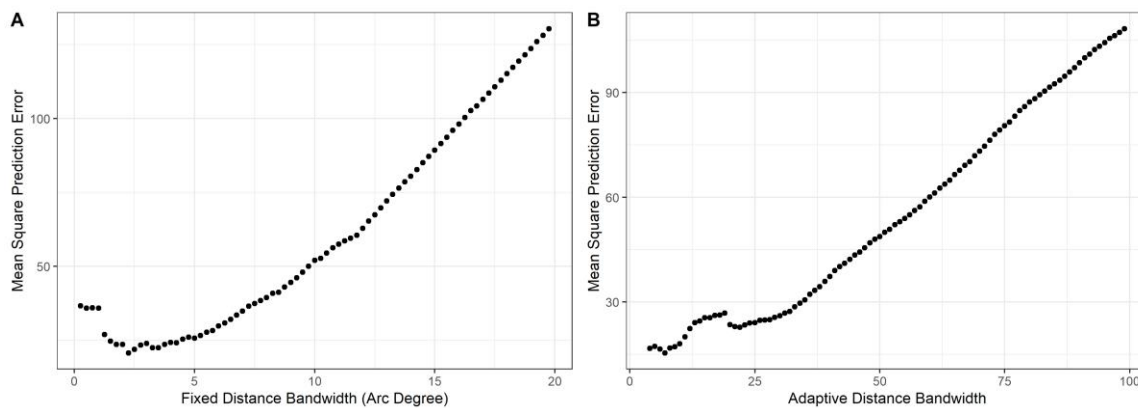 A
Mean Square Prediction Error
100
50
0
5
10
15
20
Fixed Distance Bandwidth (Arc Degree)
B
Mean Square Prediction Error
90
60
30
0
25
50
75
100
Adaptive Distance Bandwidth